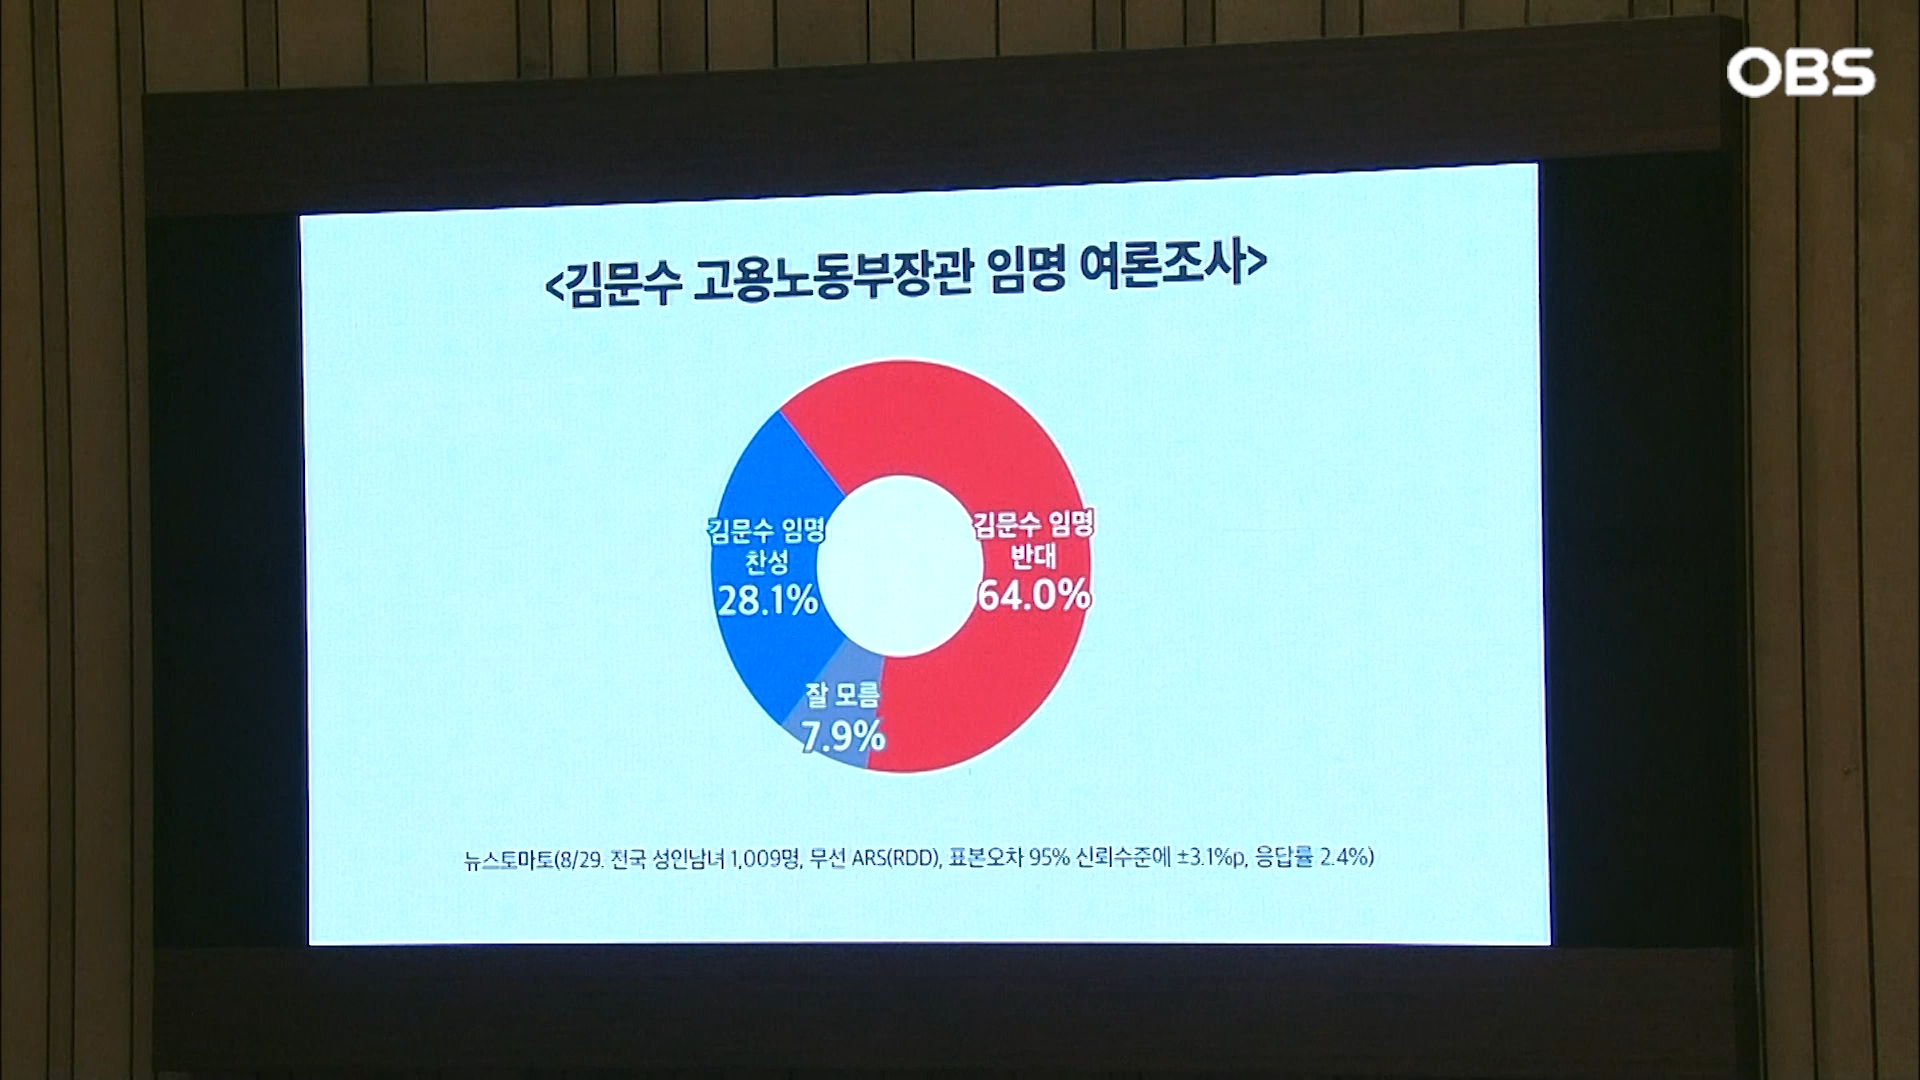 OBS
<김문수 고용노동부장관 임명 여론조사>
김문수 임명
찬성
28.1%
김문수 임명
반대
64.0%
잘 모름
7.9%
뉴스토마토(8/29. 전국 성인남녀 1,009명, 무선 ARS(RDD), 표본오차 95% 신뢰수준에 ±3.1%p, 응답률 2.4%)